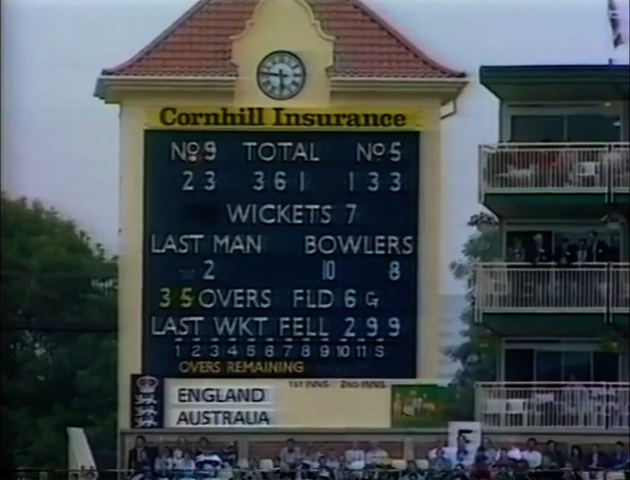 Cornhill Insurance
No9 TOTAL No5
23 361 133
WICKETS 7
LAST MAN BOWLERS
2 10 8
35 OVERS FLD 6 G
LAST WKT FELL 299
1 2 3 4 5 6 7 8 9 10 11 S
OVERS REMAINING
1ST INNS 2ND INNS
ENGLAND
AUSTRALIA